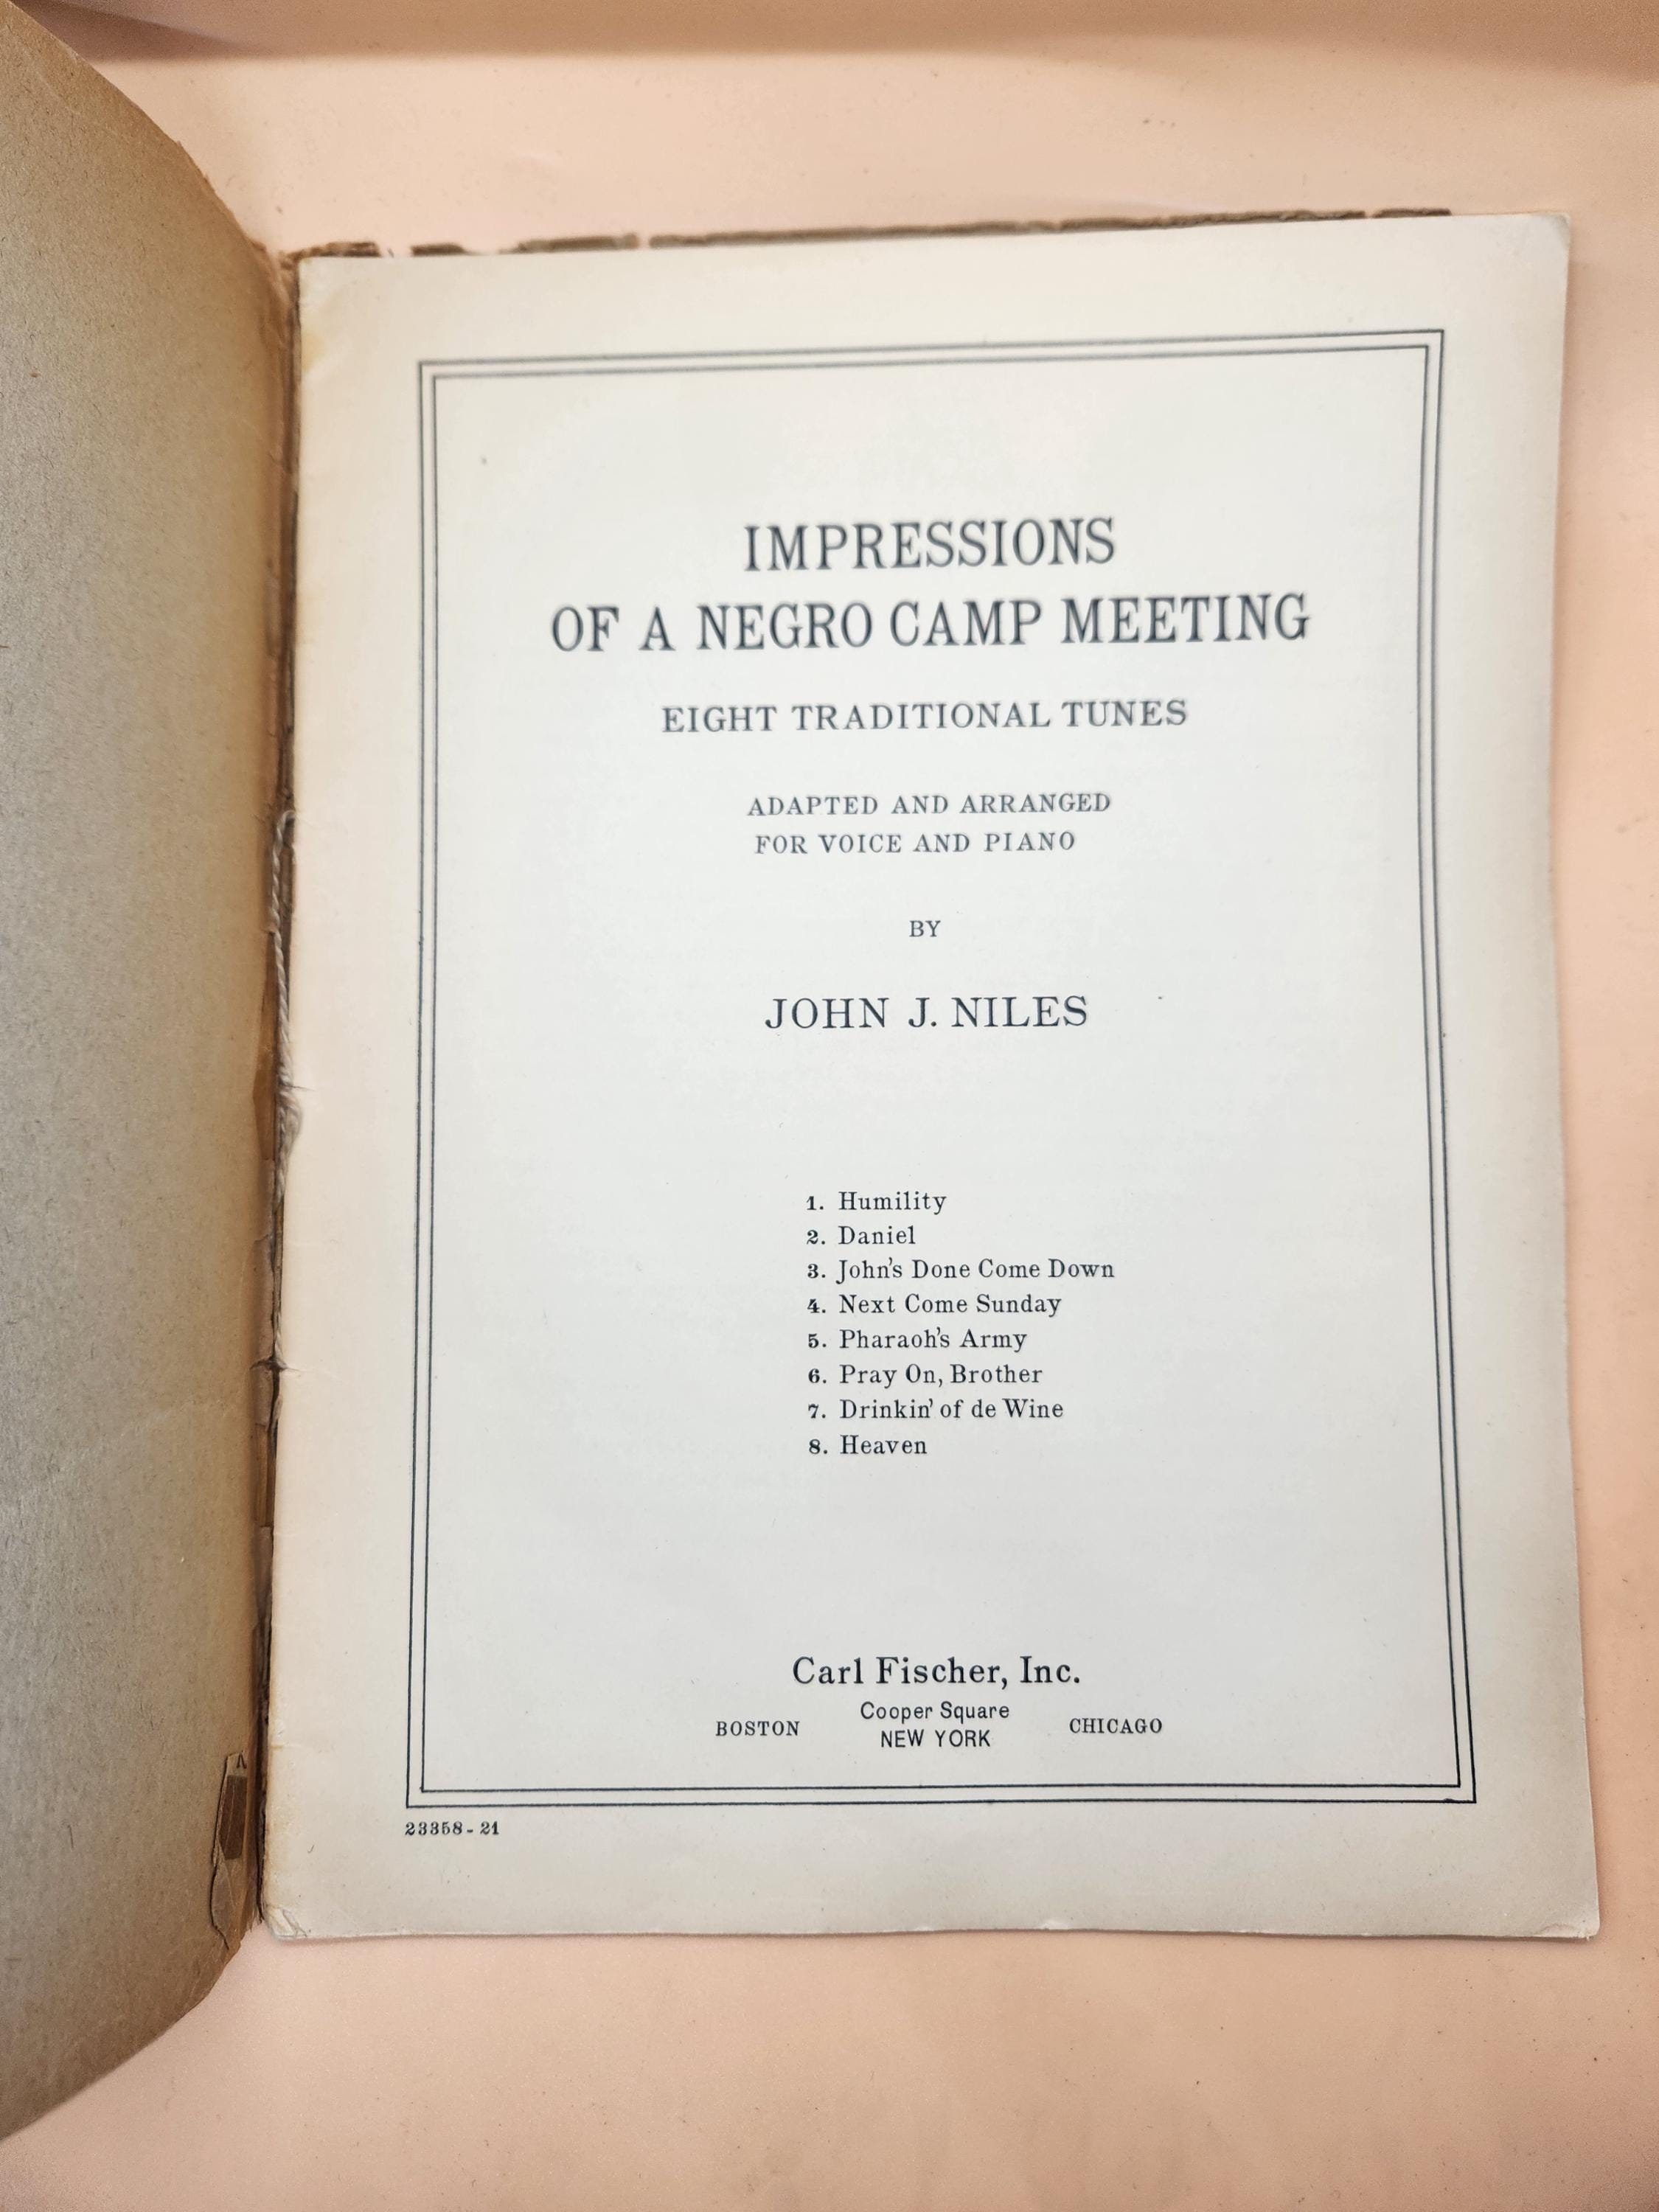 IMPRESSIONS
OF A NEGRO CAMP MEETING
EIGHT TRADITIONAL TUNES
ADAPTED AND ARRANGED
FOR VOICE AND PIANO
BY
JOHN J. NILES
1. Humility
2. Daniel
3. John's Done Come Down
4. Next Come Sunday
5. Pharaoh's Army
6. Pray On, Brother
7. Drinkin' of de Wine
8. Heaven
Carl Fischer, Inc.
Cooper Square
BOSTON NEW YORK CHICAGO
23358-21